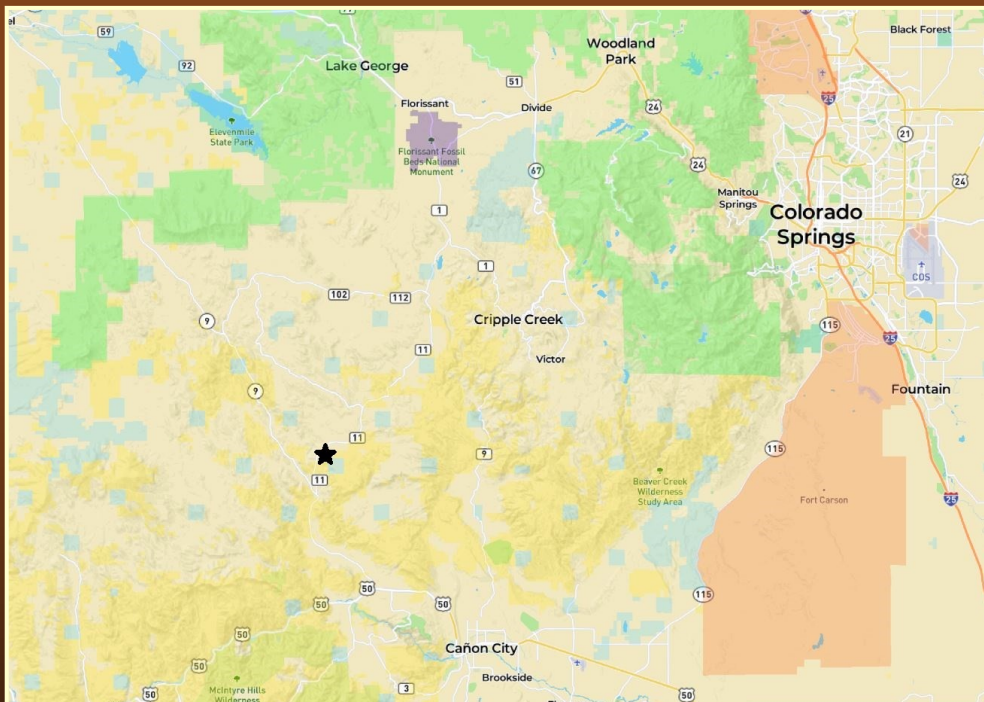 el
59
92
Lake George
Elevenmile
State Park
Florissant
Florissant Fossil
Beds National
Monument
51
Divide
Woodland
Park
24
67
24
Manitou
Springs
Colorado
Springs
Black Forest
25
21
24
COS
1
1
102
112
9
11
Cripple Creek
Victor
9
11
11
9
115
25
Fountain
115
Beaver Creek
Wilderness
Study Area
Fort Carson
25
115
50
50
50
50
50
50
Cañon City
Brookside
3
50
McIntyre Hills
Wilderness